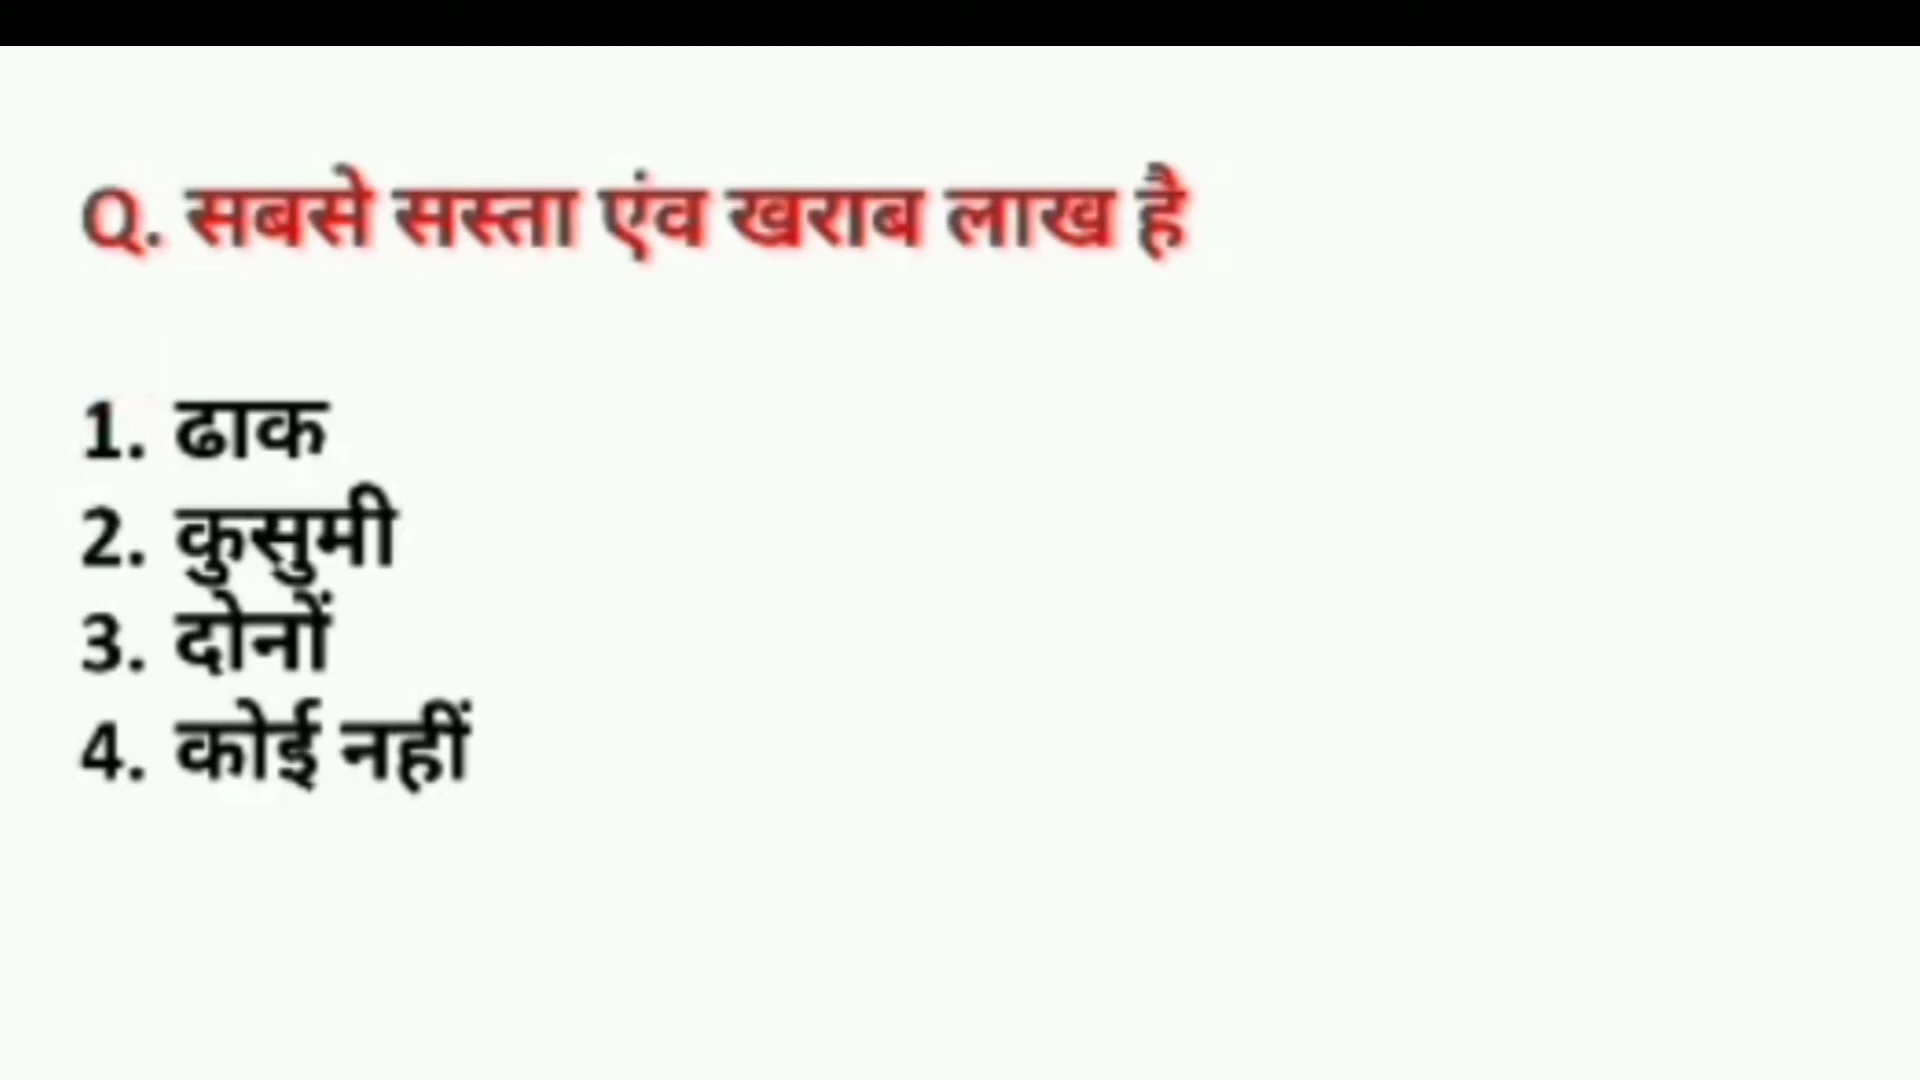 Q. सबसे सस्ता एंव खराब लाख है
1. ढाक
2. कुसुमी
3. दोनों
4. कोई नहीं